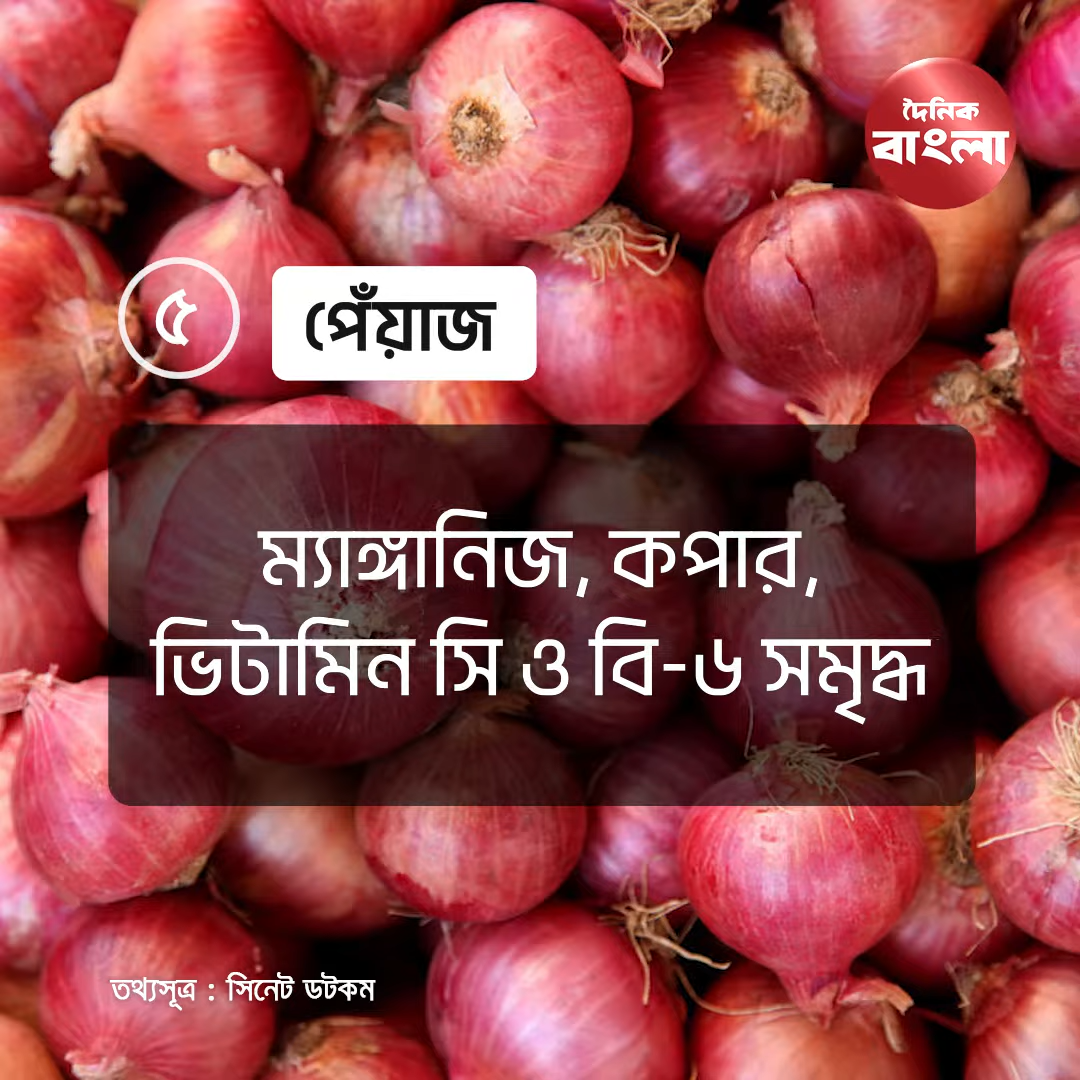 দৈনিক
বাংলা
৫
পেঁয়াজ
ম্যাঙ্গানিজ, কপার,
ভিটামিন সি ও বি-৬ সমৃদ্ধ
তথ্যসূত্র : সিনেট ডটকম